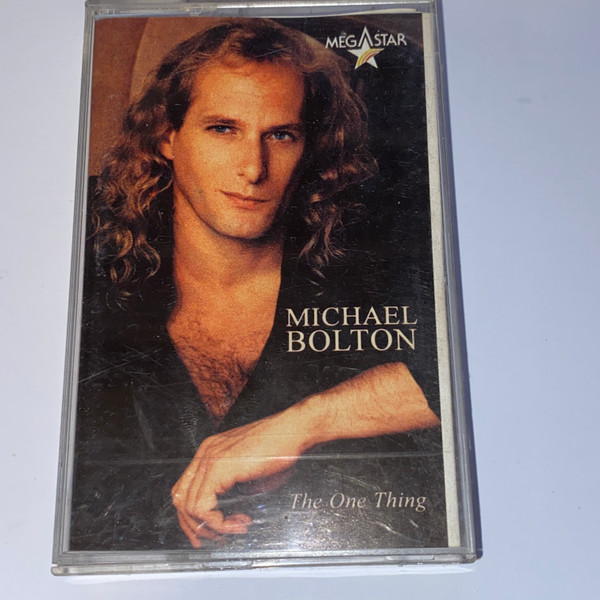 MEGASTAR
MICHAEL
BOLTON
The One Thing